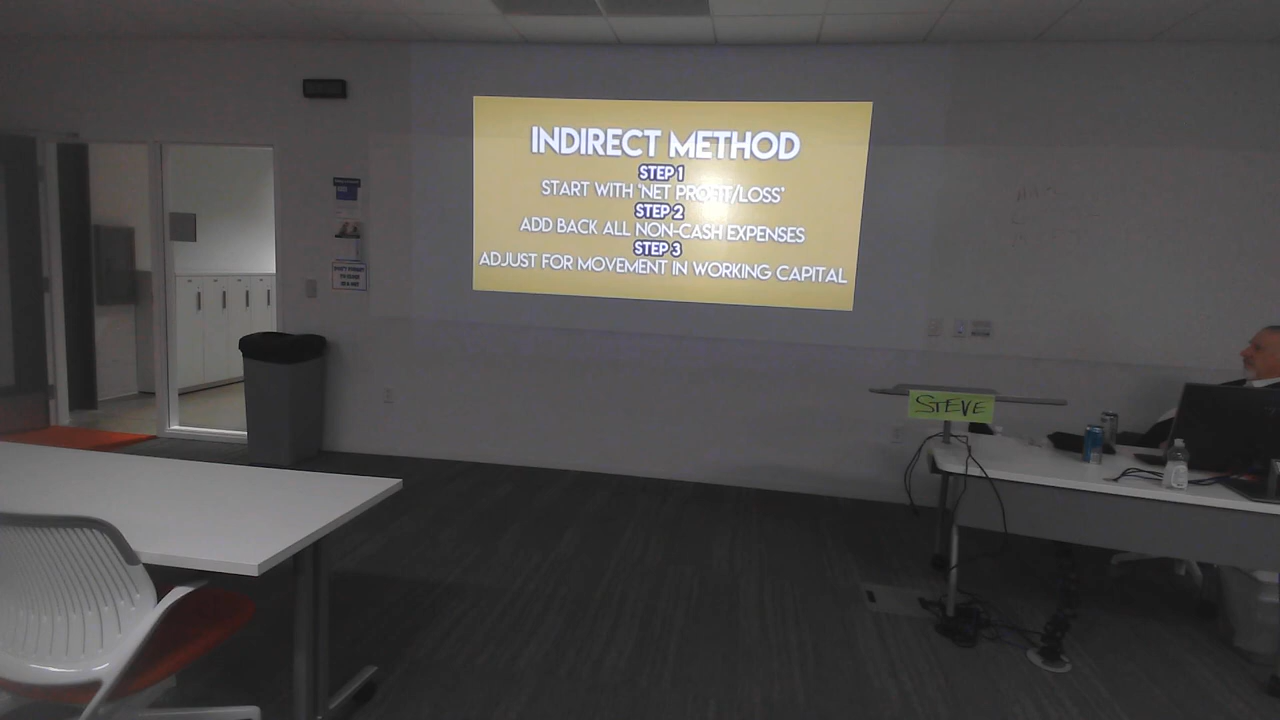 INDIRECT METHOD
STEP 1
START WITH 'NET PROFIT/LOSS'
STEP 2
ADD BACK ALL NON-CASH EXPENSES
STEP 3
ADJUST FOR MOVEMENT IN WORKING CAPITAL
STEVE